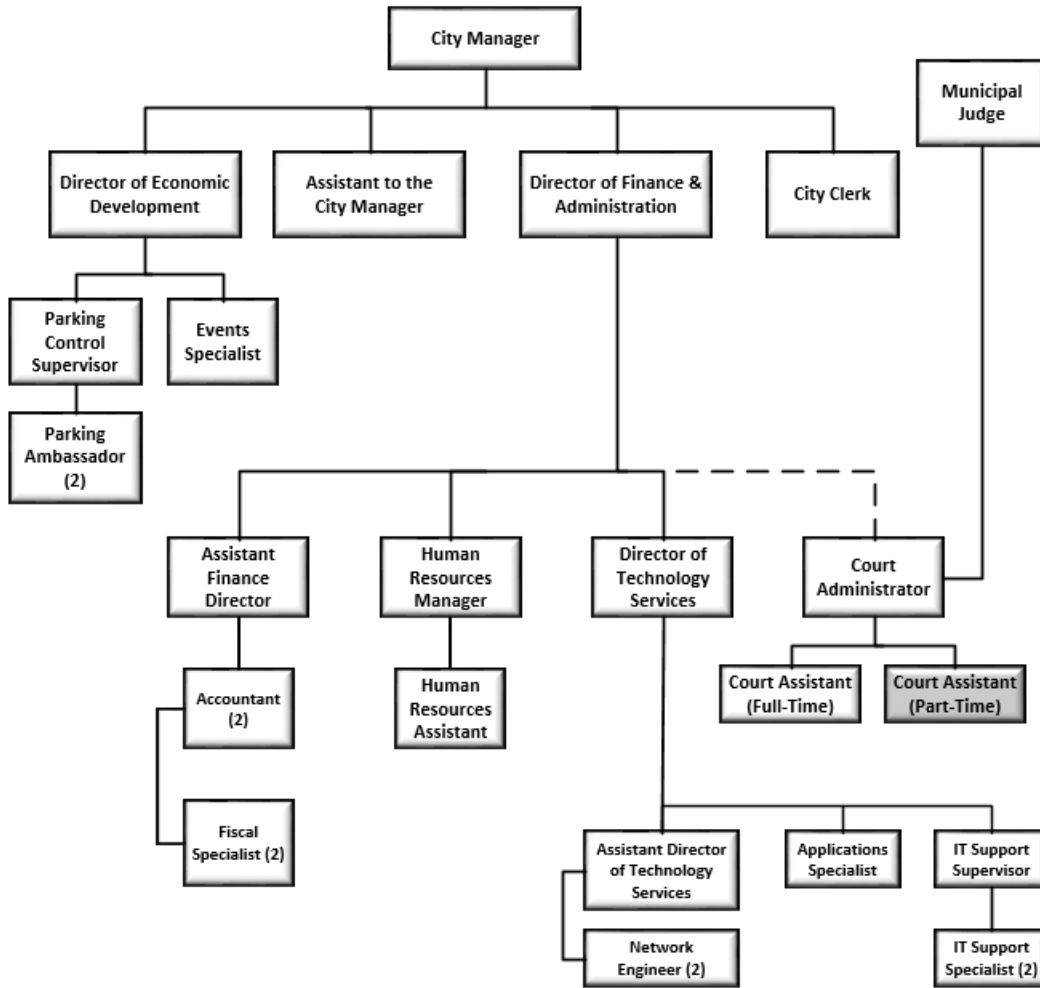 City Manager
Municipal
Judge
Director of Economic
Development
Assistant to the
City Manager
Director of Finance &
Administration
City Clerk
Parking
Control
Supervisor
Events
Specialist
Parking
Ambassador
(2)
Assistant
Finance
Director
Human
Resources
Manager
Director of
Technology
Services
Court
Administrator
Accountant
(2)
Human
Resources
Assistant
Court Assistant
(Full-Time)
Court Assistant
(Part-Time)
Fiscal
Specialist (2)
Assistant Director
of Technology
Services
Applications
Specialist
IT Support
Supervisor
Network
Engineer (2)
IT Support
Specialist (2)